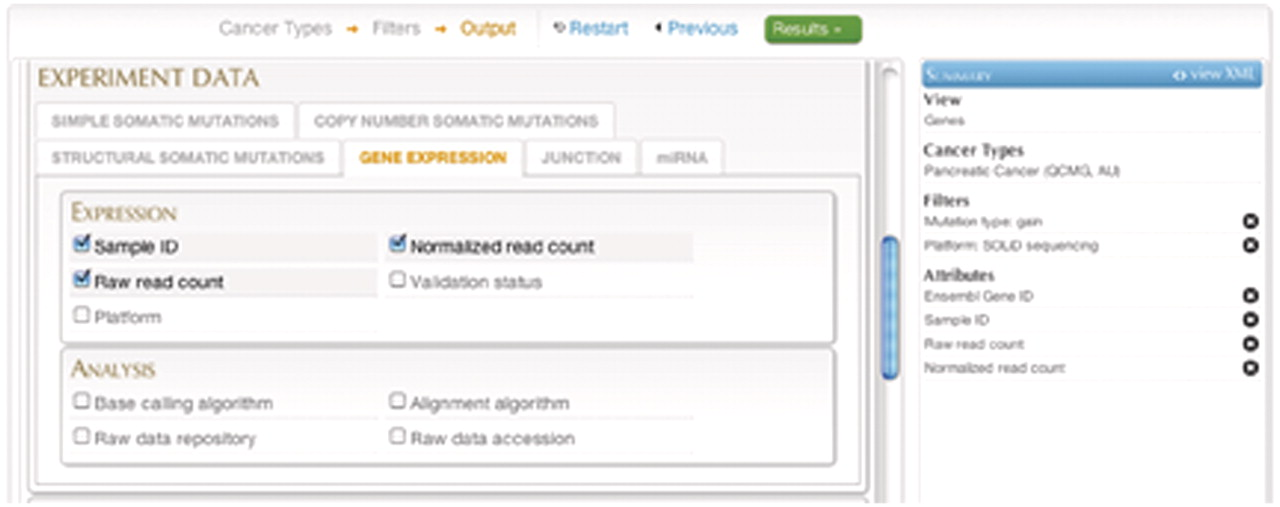 Cancer Types → Filters → Output Restart Previous Results »
EXPERIMENT DATA
SIMPLE SOMATIC MUTATIONS COPY NUMBER SOMATIC MUTATIONS
STRUCTURAL SOMATIC MUTATIONS GENE EXPRESSION JUNCTION miRNA
EXPRESSION
Sample ID Normalized read count
Raw read count Validation status
Platform
ANALYSIS
Base calling algorithm Alignment algorithm
Raw data repository Raw data accession
SUMMARY view XML
View
Genes
Cancer Types
Pancreatic Cancer (QCMG, AU)
Filters
Mutation type: gain
Platform: SOLiD sequencing
Attributes
Ensembl Gene ID
Sample ID
Raw read count
Normalized read count